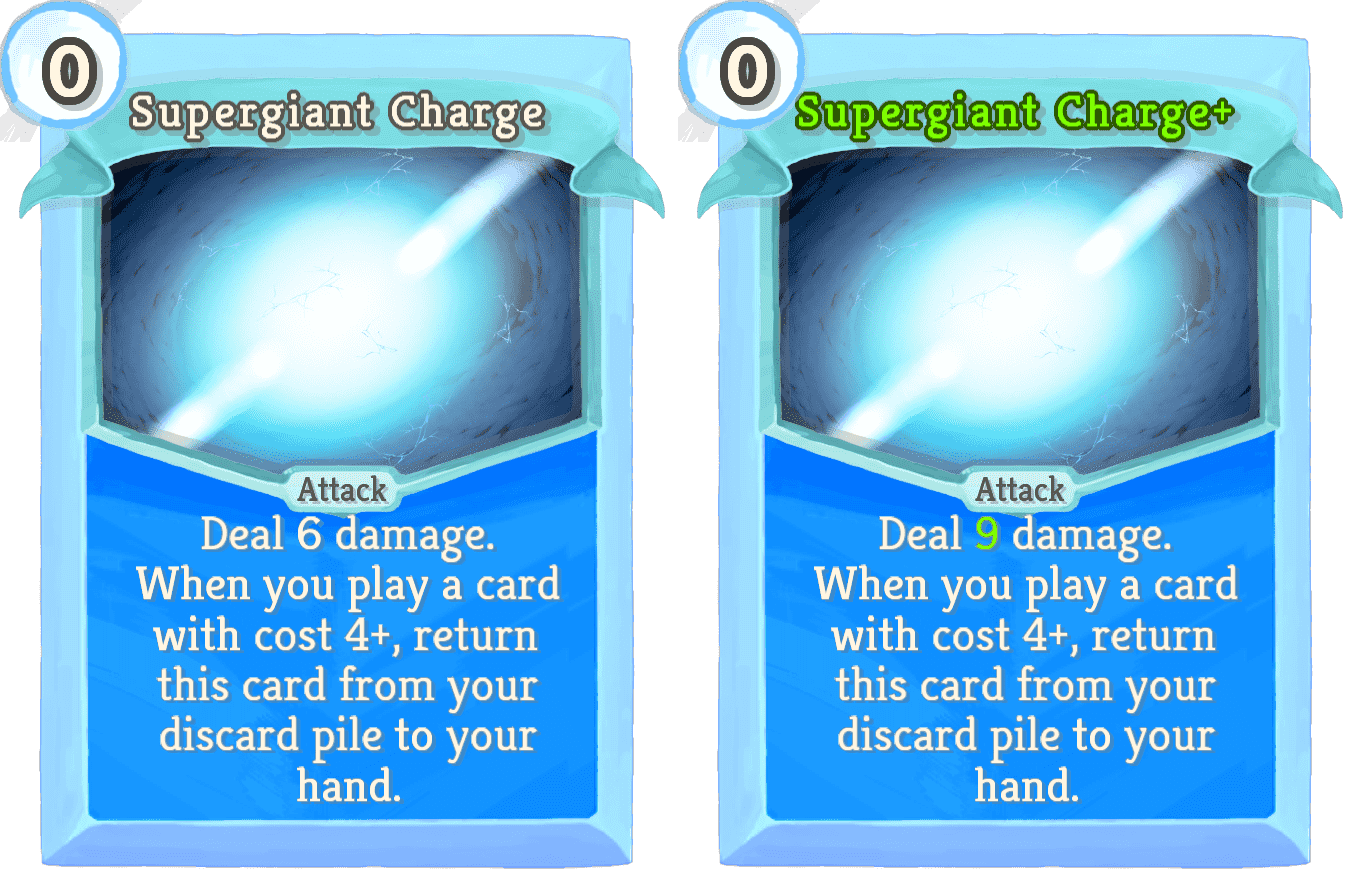 0
Supergiant Charge
Attack
Deal 6 damage.
When you play a card
with cost 4+, return
this card from your
discard pile to your
hand.
0
Supergiant Charge+
Attack
Deal 9 damage.
When you play a card
with cost 4+, return
this card from your
discard pile to your
hand.